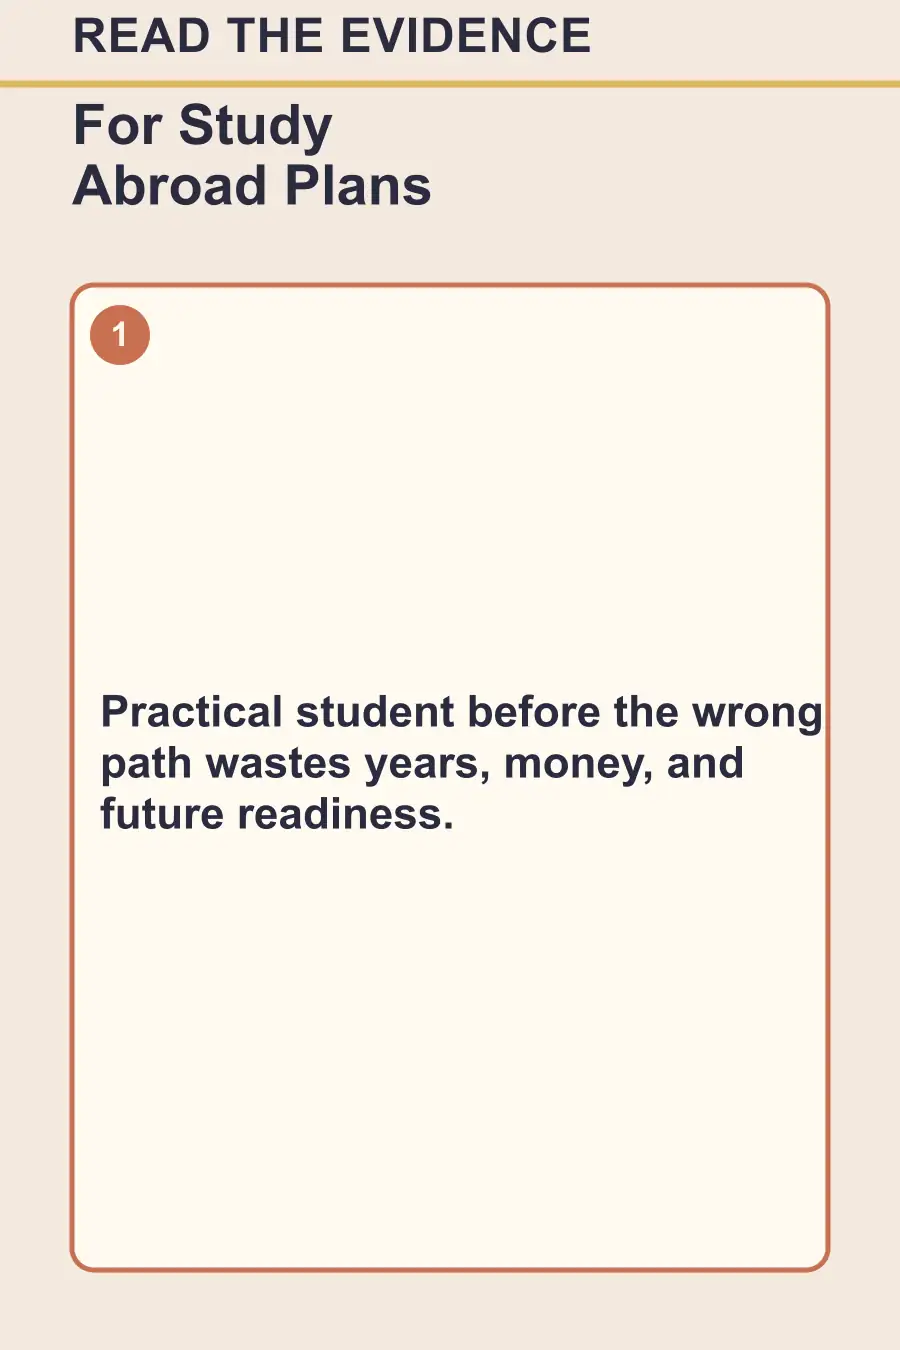 READ THE EVIDENCE
For Study
Abroad Plans
1
Practical student before the wrong
path wastes years, money, and
future readiness.